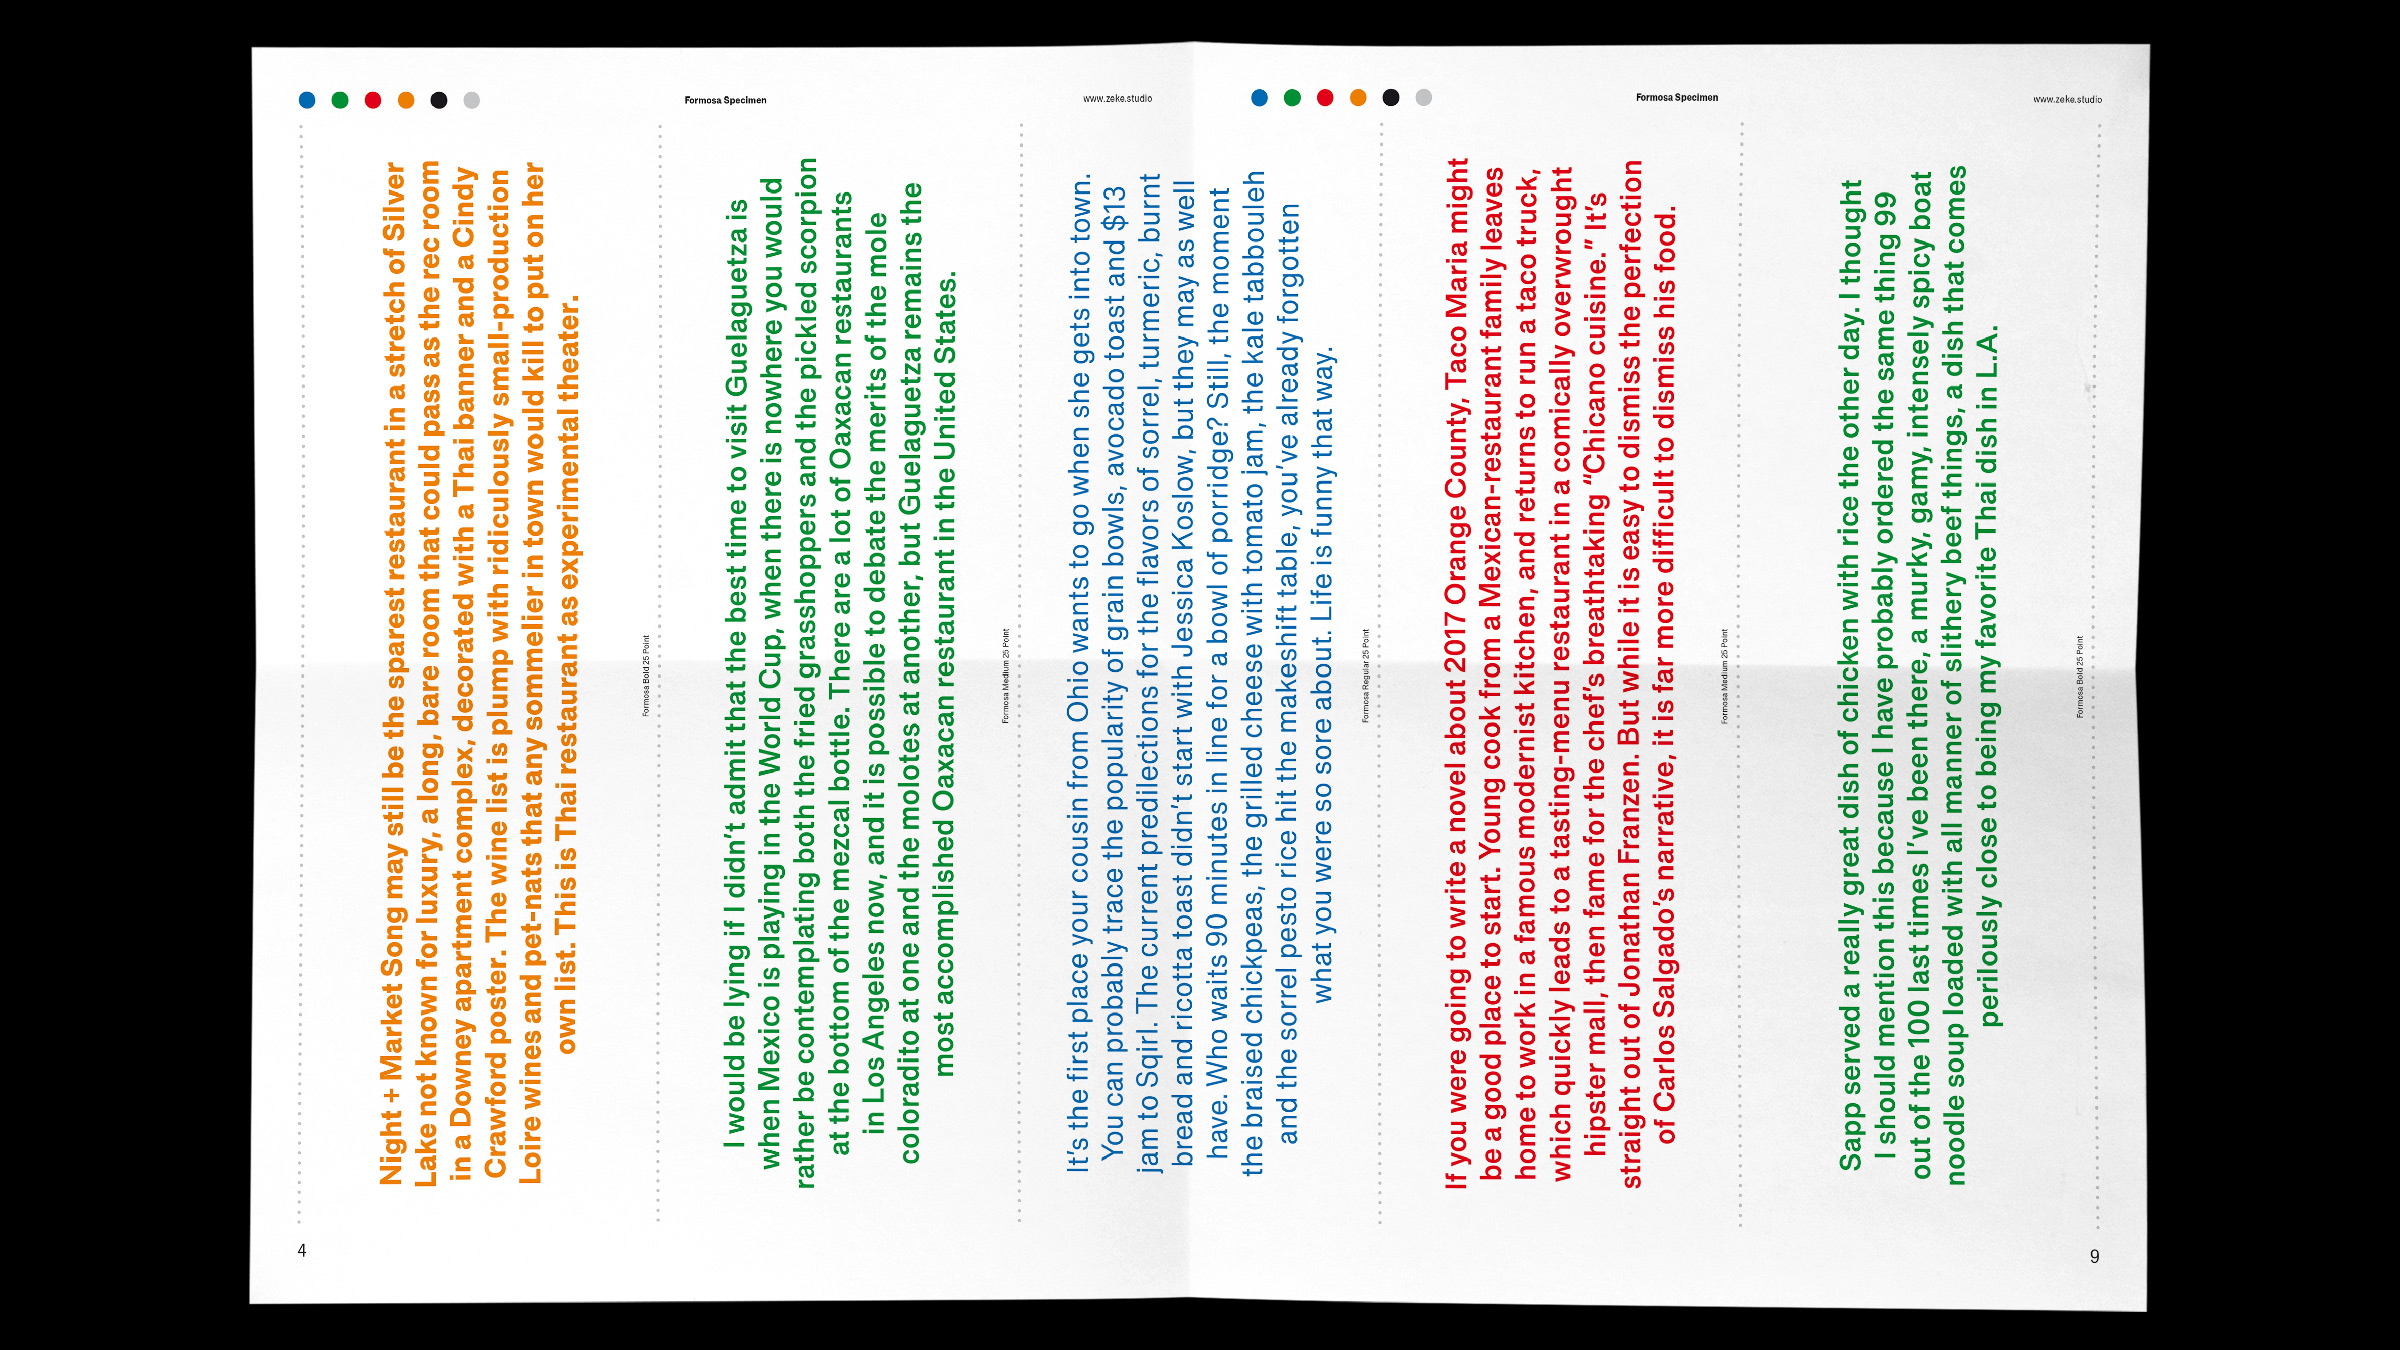 Formosa Specimen
www.zeke.studio
Formosa Specimen
www.zeke.studio
Night + Market Song may still be the sparest restaurant in a stretch of Silver
Lake not known for luxury, a long, bare room that could pass as the rec room
in a Downey apartment complex, decorated with a Thai banner and a Cindy
Crawford poster. The wine list is plump with ridiculously small-production
Loire wines and pet-nats that any sommelier in town would kill to put on her
own list. This is Thai restaurant as experimental theater.
Formosa Bold 25 Point
I would be lying if I didn't admit that the best time to visit Guelaguetza is
when Mexico is playing in the World Cup, when there is nowhere you would
rather be contemplating both the fried grasshoppers and the pickled scorpion
at the bottom of the mezcal bottle. There are a lot of Oaxacan restaurants
in Los Angeles now, and it is possible to debate the merits of the mole
coloradito at one and the molotes at another, but Guelaguetza remains the
most accomplished Oaxacan restaurant in the United States.
Formosa Medium 25 Point
It's the first place your cousin from Ohio wants to go when she gets into town.
You can probably trace the popularity of grain bowls, avocado toast and $13
jam to Sqirl. The current predilections for the flavors of sorrel, turmeric, burnt
bread and ricotta toast didn't start with Jessica Koslow, but they may as well
have. Who waits 90 minutes in line for a bowl of porridge? Still, the moment
the braised chickpeas, the grilled cheese with tomato jam, the kale tabbouleh
and the sorrel pesto rice hit the makeshift table, you've already forgotten
what you were so sore about. Life is funny that way.
Formosa Regular 25 Point
If you were going to write a novel about 2017 Orange County, Taco Maria might
be a good place to start. Young cook from a Mexican-restaurant family leaves
home to work in a famous modernist kitchen, and returns to run a taco truck,
which quickly leads to a tasting-menu restaurant in a comically overwrought
hipster mall, then fame for the chef's breathtaking “Chicano cuisine.” It's
straight out of Jonathan Franzen. But while it is easy to dismiss the perfection
of Carlos Salgado's narrative, it is far more difficult to dismiss his food.
Formosa Medium 25 Point
Sapp served a really great dish of chicken with rice the other day. I thought
I should mention this because I have probably ordered the same thing 99
out of the 100 last times I've been there, a murky, gamy, intensely spicy boat
noodle soup loaded with all manner of slithery beef things, a dish that comes
perilously close to being my favorite Thai dish in L.A.
Formosa Bold 25 Point
4
9